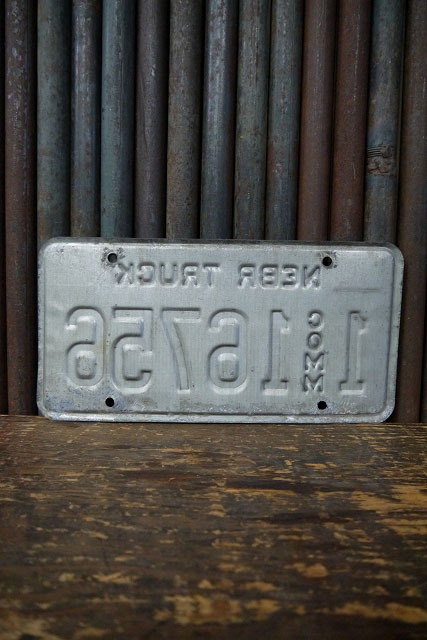 NEBR TRUCK
1 COMM 16756